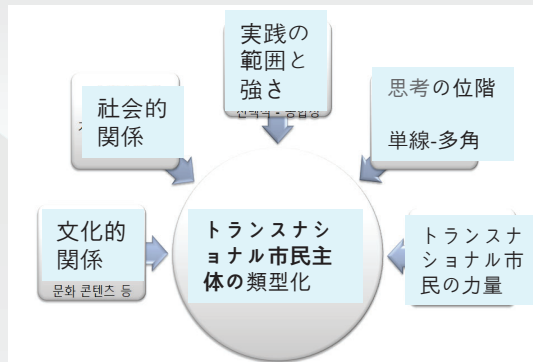 実践の
範囲と
強さ
社会的
関係
思考の位階
単線-多角
文化的
関係
문화 콘텐츠 등
トランスナシ
ョナル市民主
体の類型化
トランスナ
ショナル市
民の力量